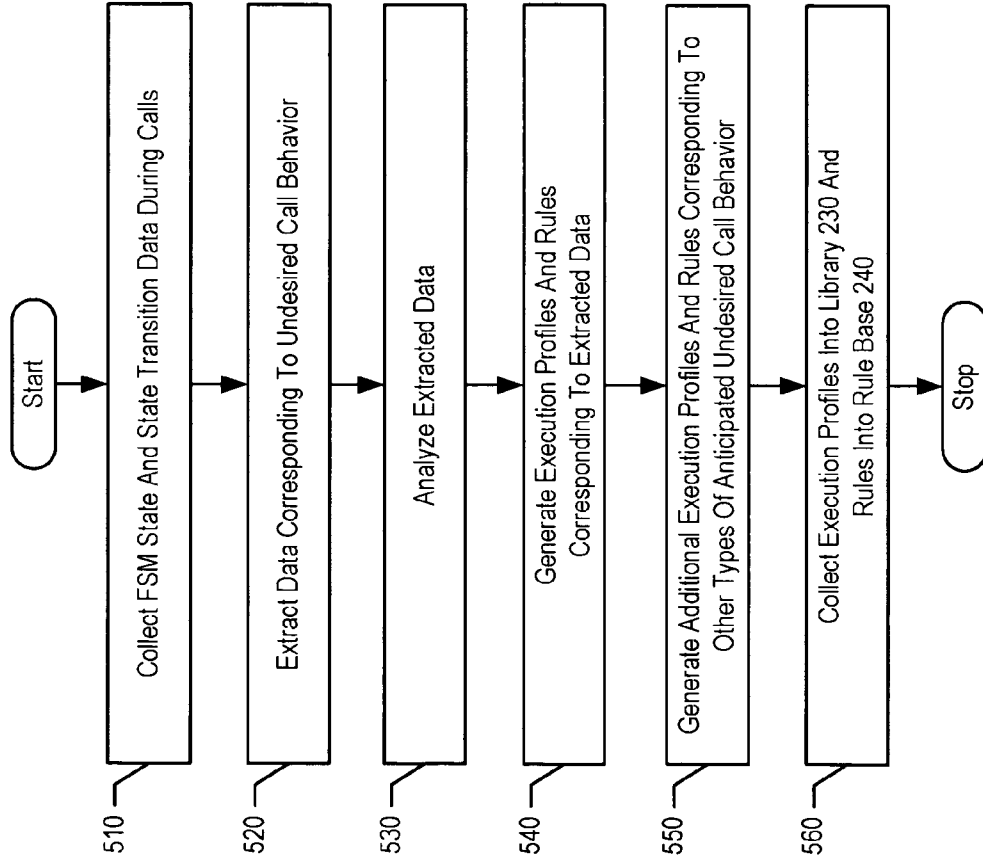 Start
510
Collect FSM State And State Transition Data During Calls
520
Extract Data Corresponding To Undesired Call Behavior
530
Analyze Extracted Data
540
Generate Execution Profiles And Rules
Corresponding To Extracted Data
550
Generate Additional Execution Profiles And Rules Corresponding To
Other Types Of Anticipated Undesired Call Behavior
560
Collect Execution Profiles Into Library 230 And
Rules Into Rule Base 240
Stop